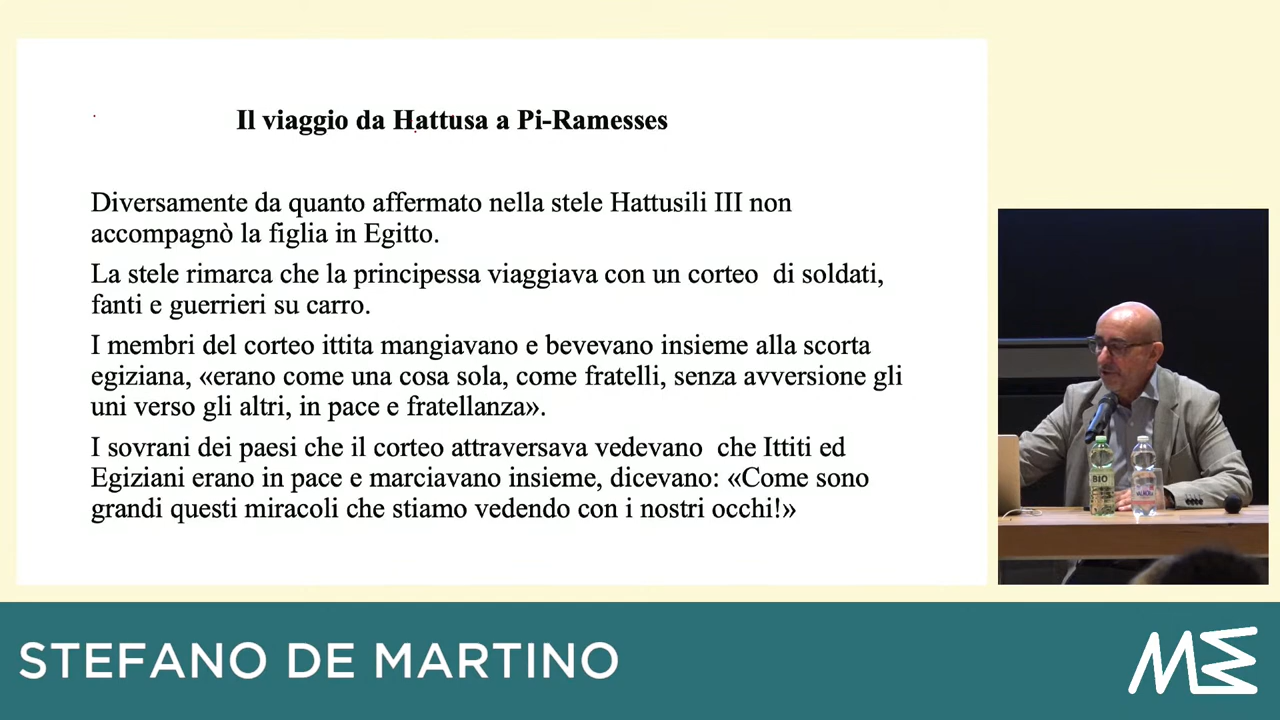 Il viaggio da Hattusa a Pi-Ramesses
Diversamente da quanto affermato nella stele Hattusili III non
accompagnò la figlia in Egitto.
La stele rimarca che la principessa viaggiava con un corteo di soldati,
fanti e guerrieri su carro.
I membri del corteo ittita mangiavano e bevevano insieme alla scorta
egiziana, «erano come una cosa sola, come fratelli, senza avversione gli
uni verso gli altri, in pace e fratellanza».
I sovrani dei paesi che il corteo attraversava vedevano che Ittiti ed
Egiziani erano in pace e marciavano insieme, dicevano: «Come sono
grandi questi miracoli che stiamo vedendo con i nostri occhi!»
BIO
STEFANO DE MARTINO
ME